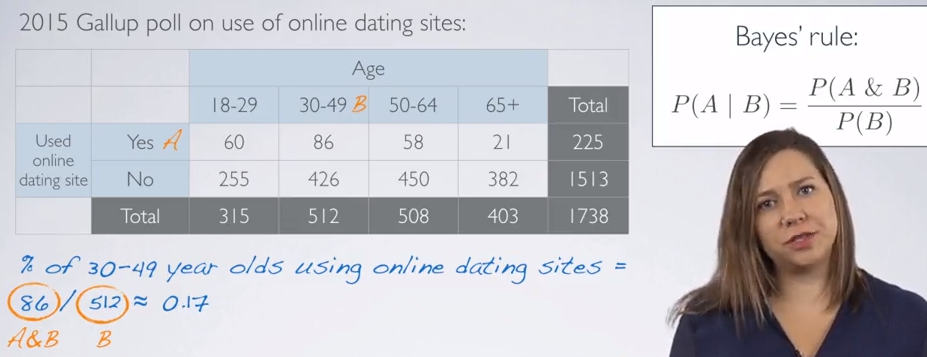 2015 Gallup poll on use of online dating sites:
Age
18-29 30-49 B 50-64 65+ Total
Used online dating site
Yes A 60 86 58 21 225
No 255 426 450 382 1513
Total 315 512 508 403 1738
% of 30-49 year olds using online dating sites =
86 / 512 ≈ 0.17
A&B B
Bayes' rule:
P(A | B) = P(A & B)
P(B)